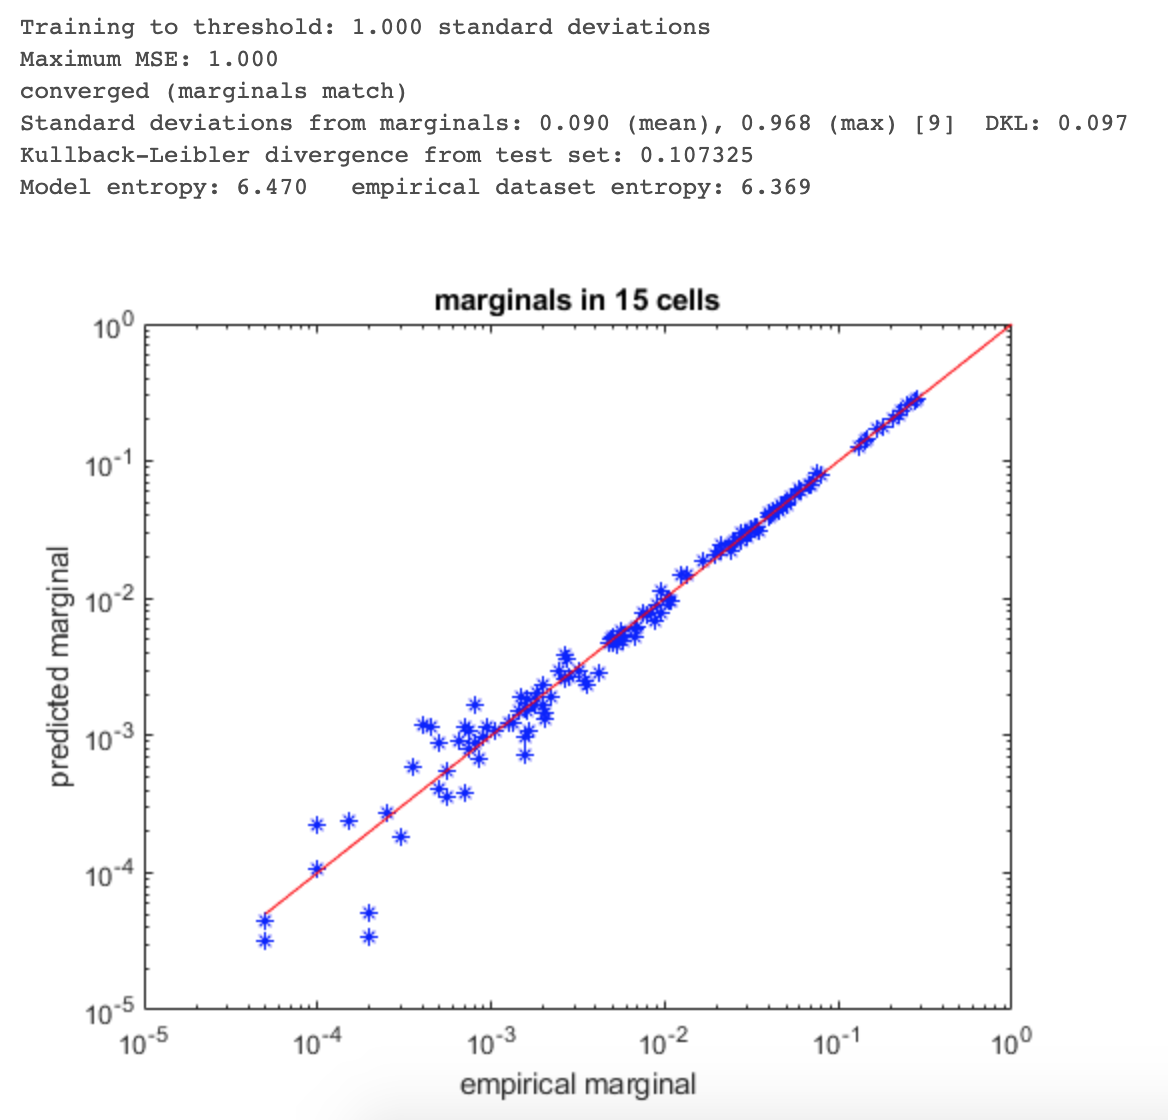 Training to threshold: 1.000 standard deviations
Maximum MSE: 1.000
converged (marginals match)
Standard deviations from marginals: 0.090 (mean), 0.968 (max) [9]  DKL: 0.097
Kullback-Leibler divergence from test set: 0.107325
Model entropy: 6.470   empirical dataset entropy: 6.369
marginals in 15 cells
10^0
10^-1
10^-2
10^-3
10^-4
10^-5
predicted marginal
10^-5 10^-4 10^-3 10^-2 10^-1 10^0
empirical marginal